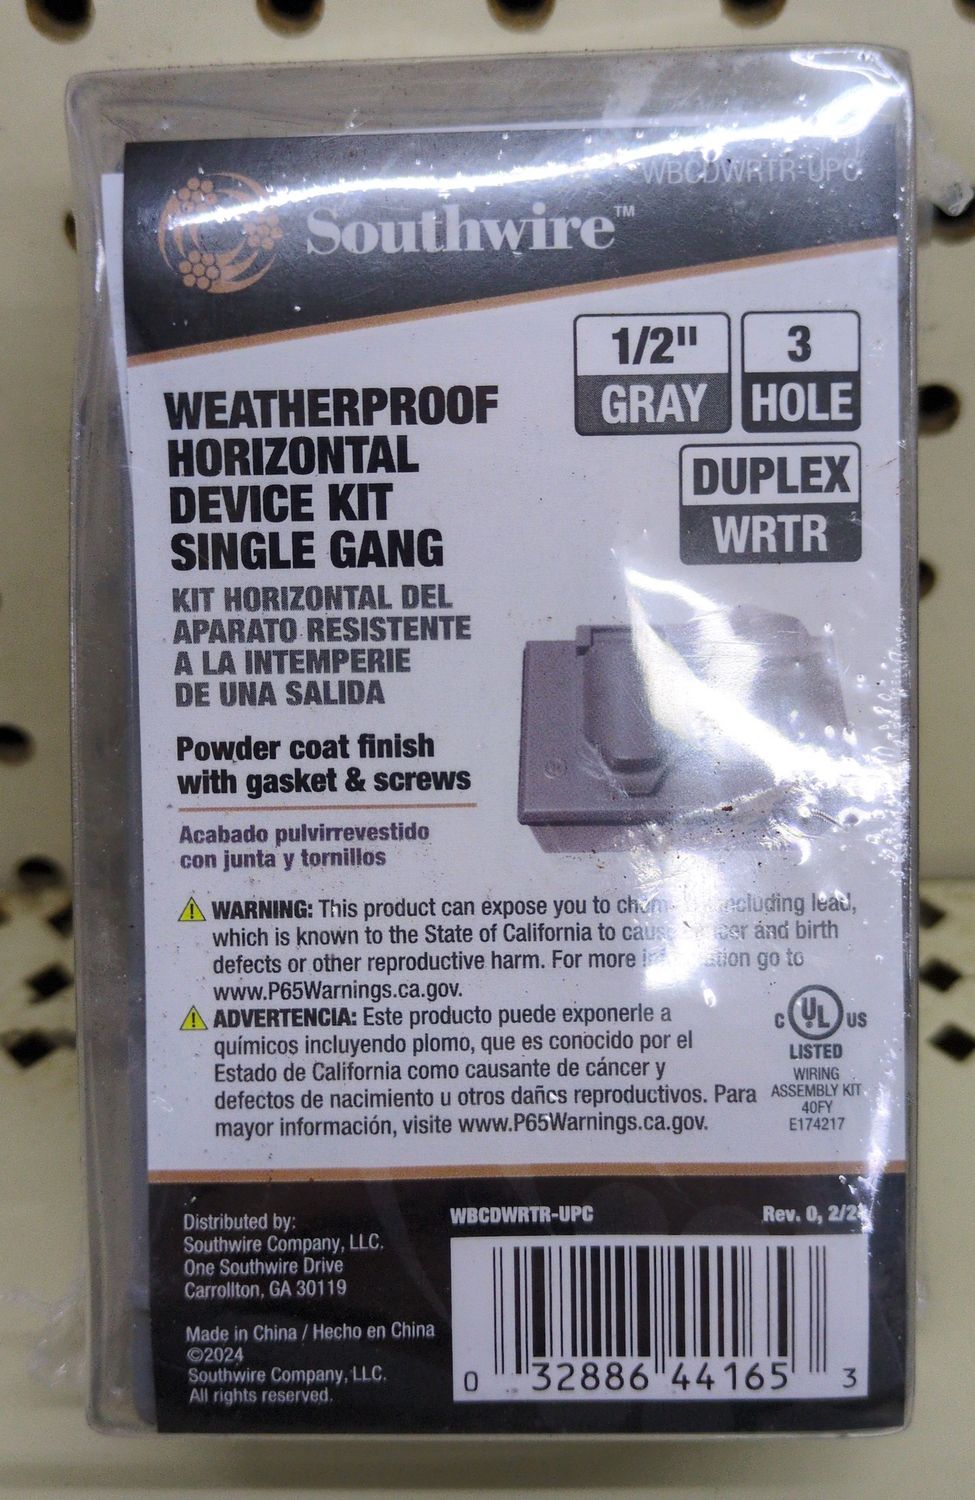 WBCDWRTR-UPC
Southwire™
1/2" 3
GRAY HOLE
DUPLEX
WRTR
WEATHERPROOF
HORIZONTAL
DEVICE KIT
SINGLE GANG
KIT HORIZONTAL DEL
APARATO RESISTENTE
A LA INTEMPERIE
DE UNA SALIDA
Powder coat finish
with gasket & screws
Acabado pulvirrevestido
con junta y tornillos
WARNING: This product can expose you to including lead,
which is known to the State of California to cause and birth
defects or other reproductive harm. For more go to
www.P65Warnings.ca.gov.
ADVERTENCIA: Este producto puede exponerle a
químicos incluyendo plomo, que es conocido por el
Estado de California como causante de cáncer y
defectos de nacimiento u otros daños reproductivos. Para
mayor información, visite www.P65Warnings.ca.gov.
C UL US
LISTED
WIRING
ASSEMBLY KIT
40FY
E174217
Distributed by:
Southwire Company, LLC.
One Southwire Drive
Carrollton, GA 30119
Made in China / Hecho en China
©2024
Southwire Company, LLC.
All rights reserved.
WBCDWRTR-UPC Rev. 0,
0 32886 44165 3